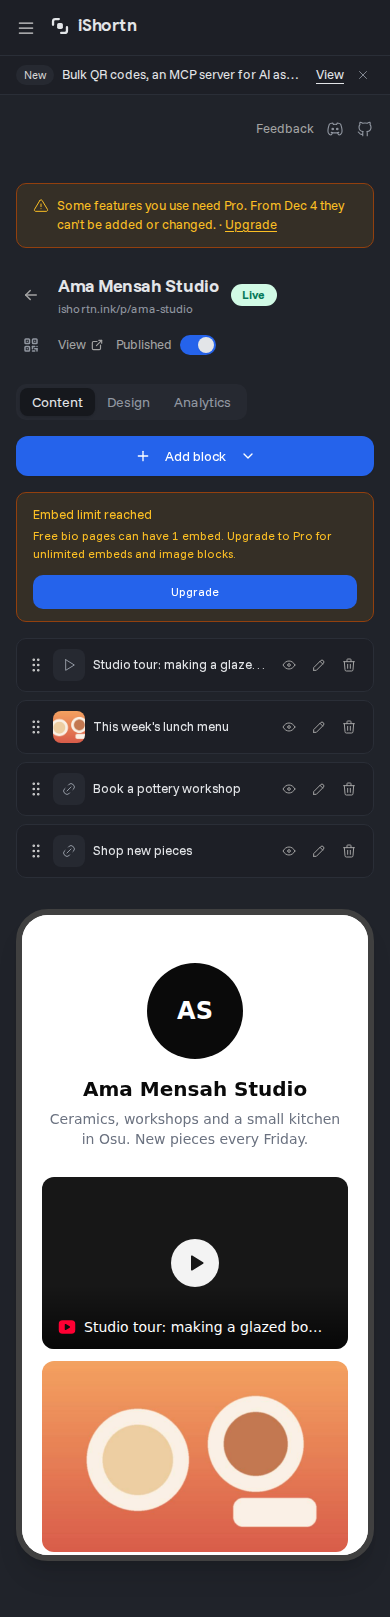 iShortn
New
Bulk QR codes, an MCP server for AI as…
View
Feedback
Some features you use need Pro. From Dec 4 they
can't be added or changed. · Upgrade
Ama Mensah Studio
Live
ishortn.ink/p/ama-studio
View
Published
Content
Design
Analytics
Add block
Embed limit reached
Free bio pages can have 1 embed. Upgrade to Pro for
unlimited embeds and image blocks.
Upgrade
Studio tour: making a glaze…
This week's lunch menu
Book a pottery workshop
Shop new pieces
AS
Ama Mensah Studio
Ceramics, workshops and a small kitchen
in Osu. New pieces every Friday.
Studio tour: making a glazed bo…